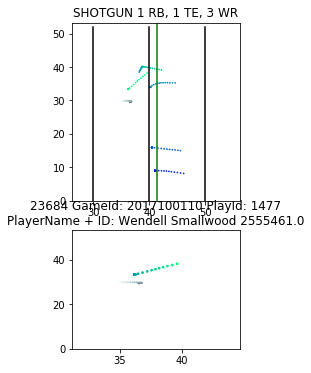 SHOTGUN 1 RB, 1 TE, 3 WR
50
40
30
20
10
0
30 40 50
23684 GameId: 2017100110 PlayId: 1477
PlayerName + ID: Wendell Smallwood 2555461.0
40
20
0
35 40